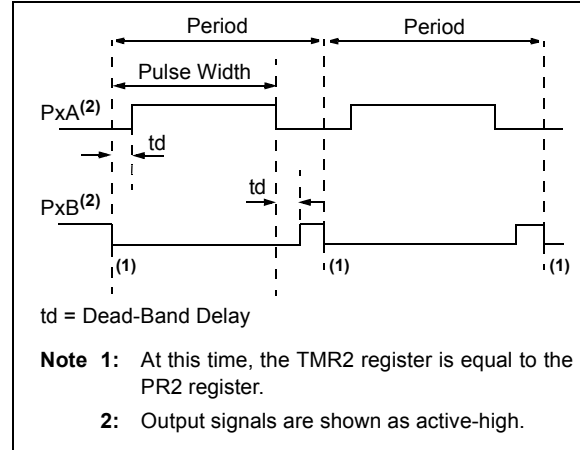 Period Period
Pulse Width
PxA(2)
td
td
PxB(2)
(1) (1) (1)
td = Dead-Band Delay
Note 1: At this time, the TMR2 register is equal to the
PR2 register.
2: Output signals are shown as active-high.